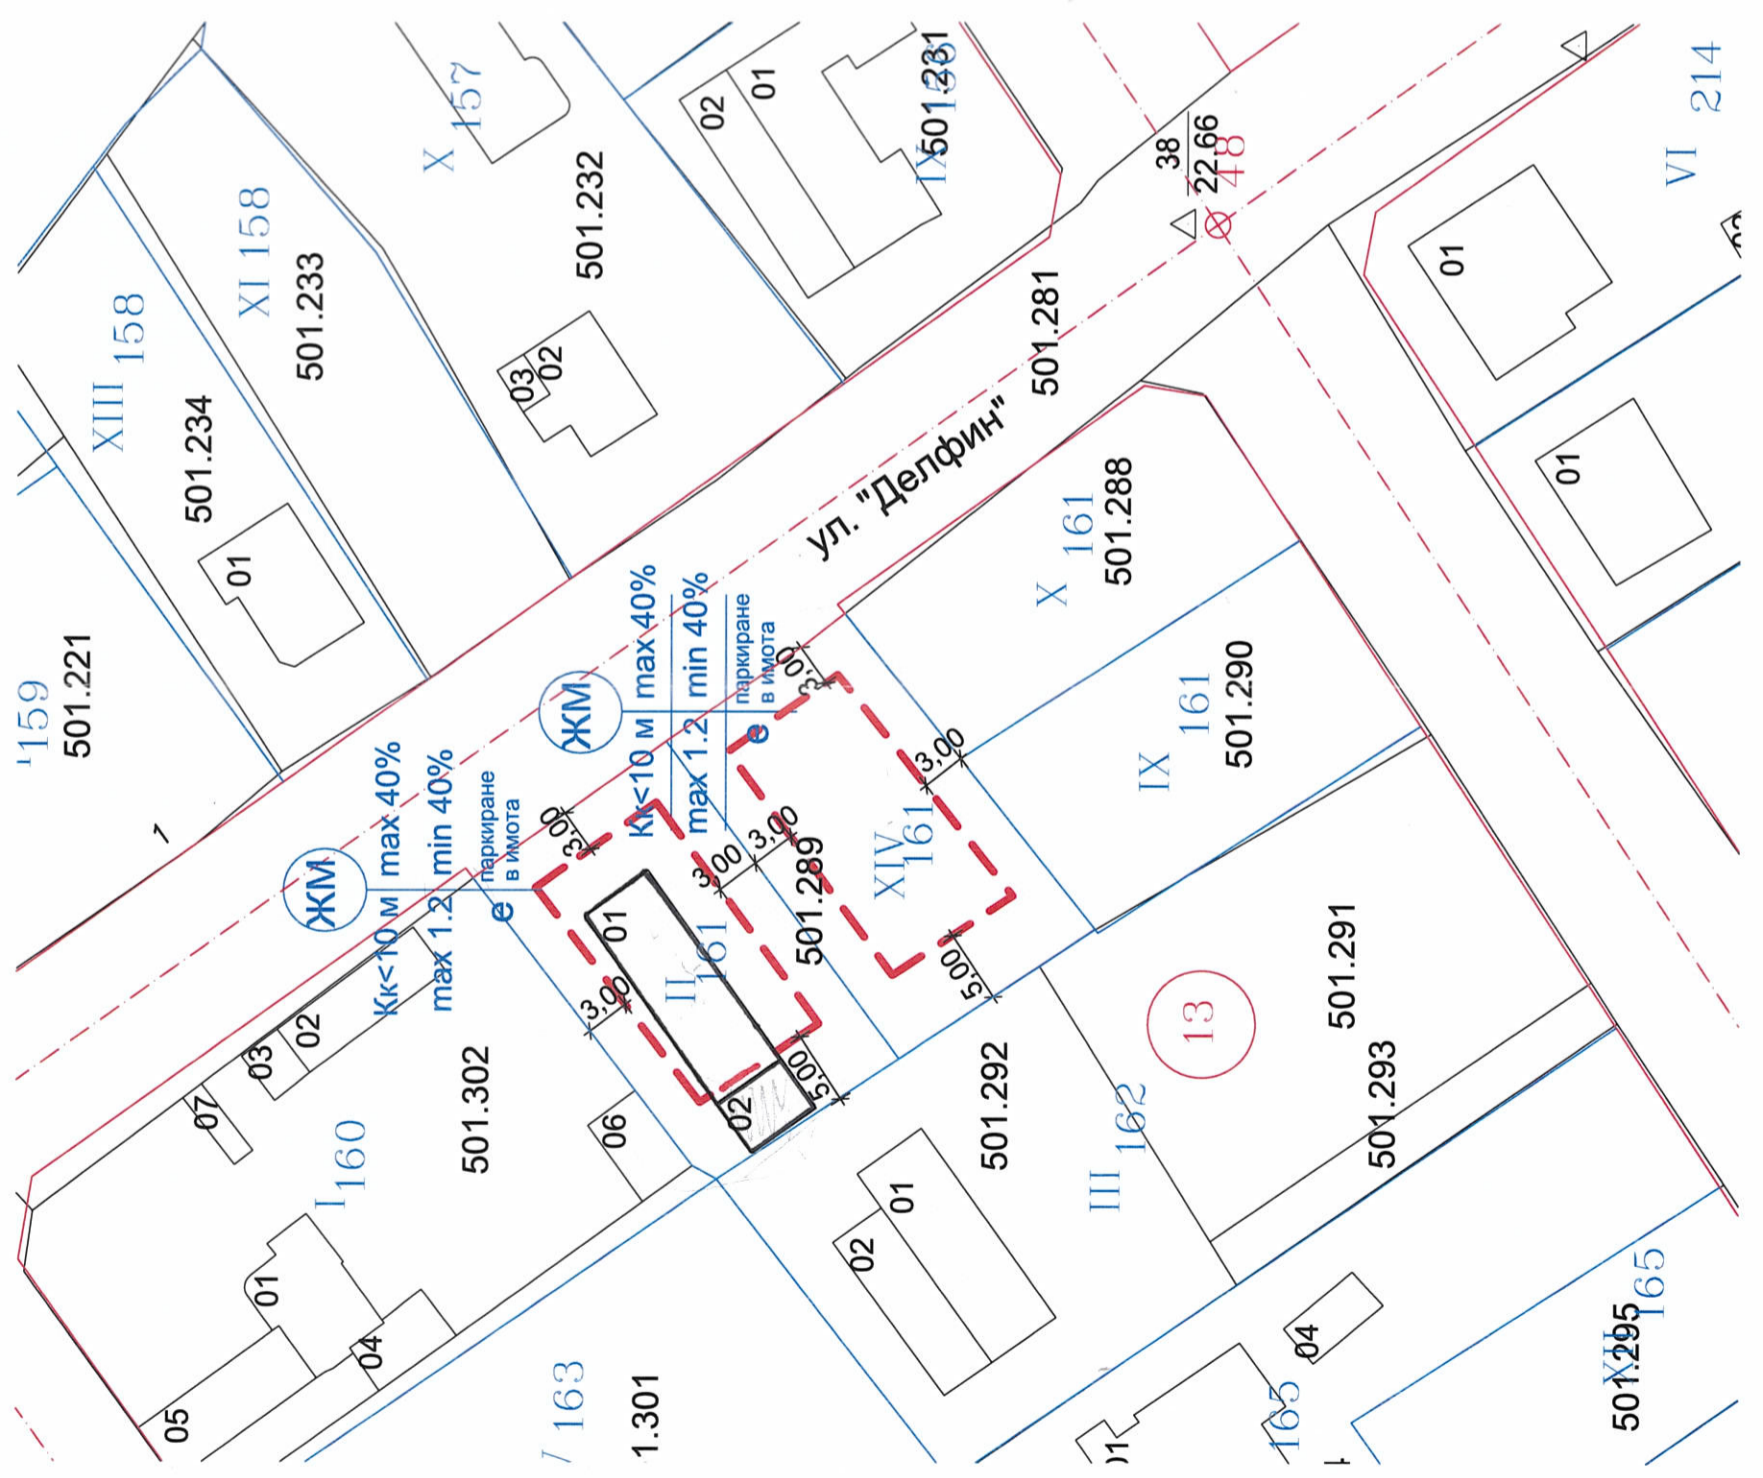 159
501.221
XIII 158
501.234
01
XI 158
501.233
X 157
501.232
03
02
02
01
IX 156
501.231
38
22.66
48
501.281
ул. "Делфин"
VI 214
01
01
1
ЖМ
Kк<10 м max 40%
max 1.2 min 40%
паркиране
в имота
е
ЖМ
Kк<10 м max 40%
max 1.2 min 40%
паркиране
в имота
е
3,00
3,00
3,00
3,00
3,00
3,00
5,00
5,00
01
02
II 161
501.289
XIV 161
X 161
501.288
IX 161
501.290
501.291
13
501.293
501.292
III 162
01
02
I 160
501.302
07
03
02
06
01
04
05
163
1.301
04
01
165
XII 165
501.295